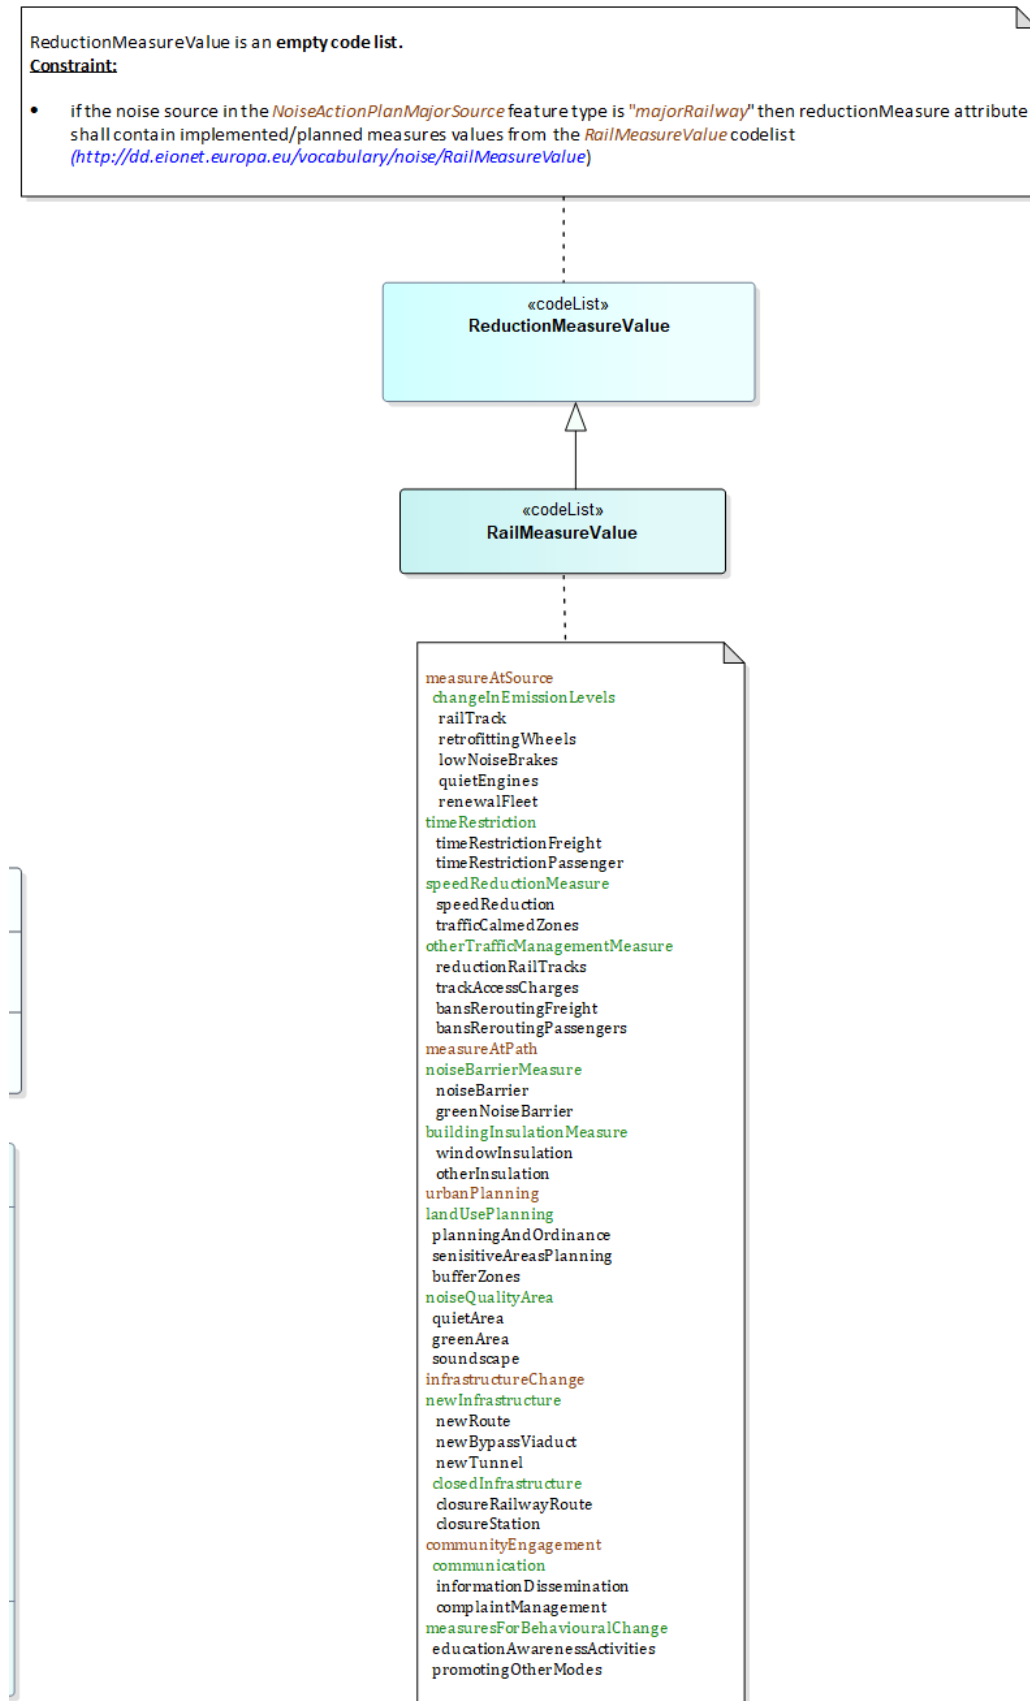 ReductionMeasureValue is an empty code list.
Constraint:
• if the noise source in the NoiseActionPlanMajorSource feature type is "majorRailway" then reductionMeasure attribute
shall contain implemented/planned measures values from the RailMeasureValue codelist
(http://dd.eionet.europa.eu/vocabulary/noise/RailMeasureValue)
«codeList»
ReductionMeasureValue
«codeList»
RailMeasureValue
measureAtSource
changeInEmissionLevels
railTrack
retrofittingWheels
lowNoiseBrakes
quietEngines
renewalFleet
timeRestriction
timeRestrictionFreight
timeRestrictionPassenger
speedReductionMeasure
speedReduction
trafficCalmedZones
otherTrafficManagementMeasure
reductionRailTracks
trackAccessCharges
bansReroutingFreight
bansReroutingPassengers
measureAtPath
noiseBarrierMeasure
noiseBarrier
greenNoiseBarrier
buildingInsulationMeasure
windowInsulation
otherInsulation
urbanPlanning
landUsePlanning
planningAndOrdinance
senisitiveAreasPlanning
bufferZones
noiseQualityArea
quietArea
greenArea
soundscape
infrastructureChange
newInfrastructure
newRoute
newBypassViaduct
newTunnel
closedInfrastructure
closureRailwayRoute
closureStation
communityEngagement
communication
informationDissemination
complaintManagement
measuresForBehaviouralChange
educationAwarenessActivities
promotingOtherModes